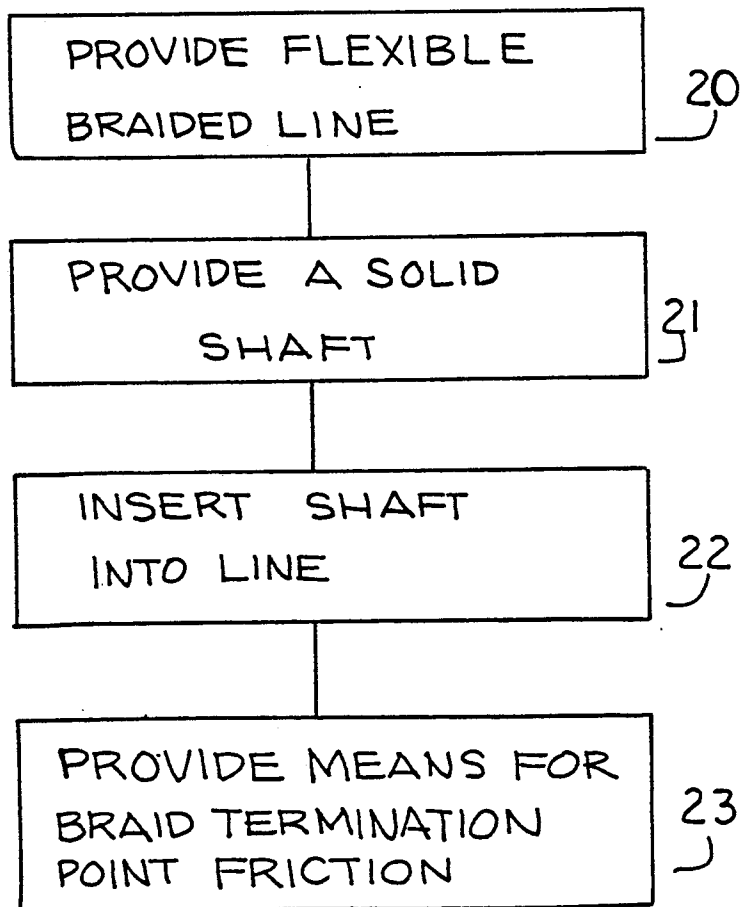 PROVIDE FLEXIBLE
BRAIDED LINE
20
PROVIDE A SOLID
SHAFT
21
INSERT SHAFT
INTO LINE
22
PROVIDE MEANS FOR
BRAID TERMINATION
POINT FRICTION
23